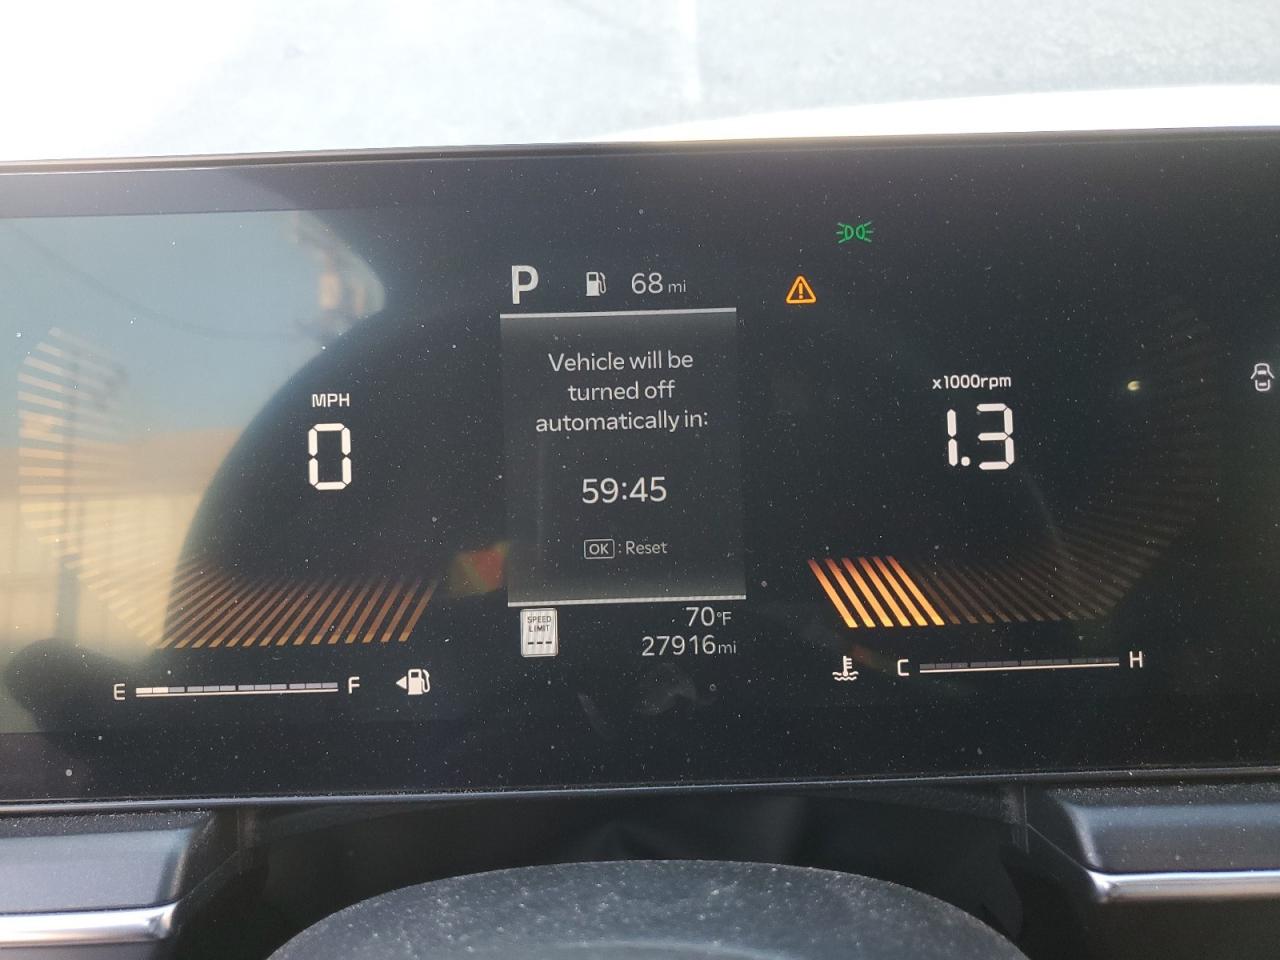 P 68 mi
Vehicle will be
turned off
automatically in:
59:45
OK : Reset
MPH
0
x1000rpm
1.3
SPEED
LIMIT
---
70°F
27916mi
E F
C H